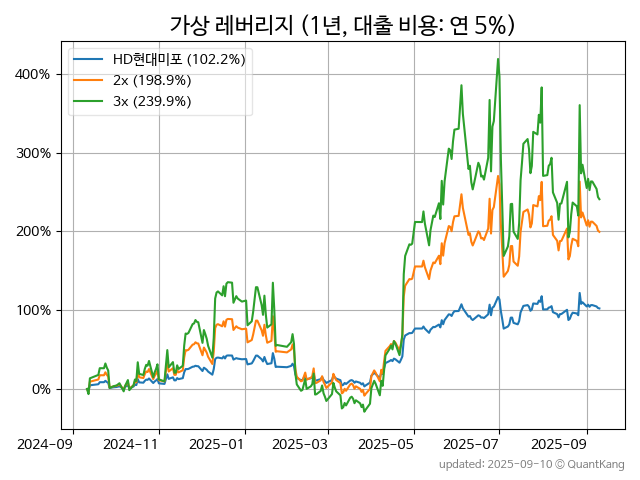 가상 레버리지 (1년, 대출 비용: 연 5%)
HD현대미포 (102.2%)
2x (198.9%)
3x (239.9%)
400%
300%
200%
100%
0%
2024-09 2024-11 2025-01 2025-03 2025-05 2025-07 2025-09
updated: 2025-09-10 © QuantKang